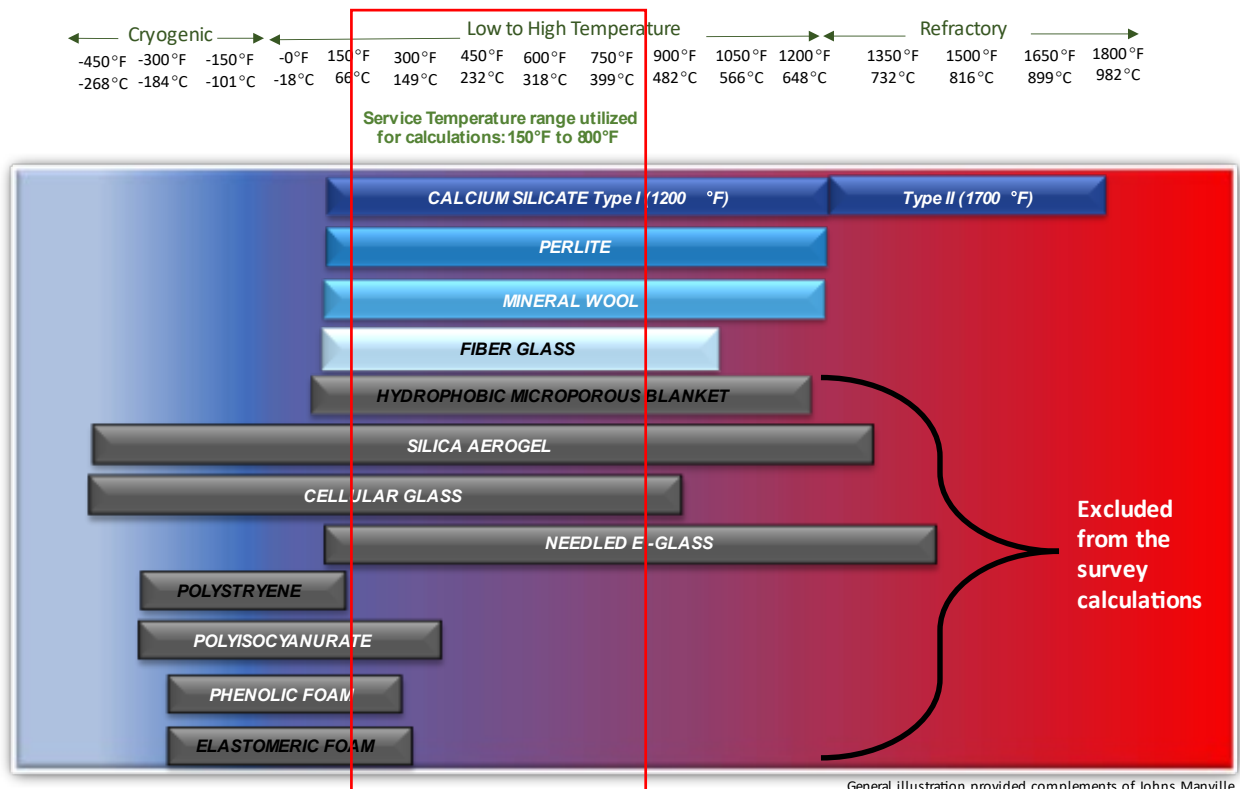 Cryogenic Low to High Temperature Refractory
-450°F -300°F -150°F -0°F 150°F 300°F 450°F 600°F 750°F 900°F 1050°F 1200°F 1350°F 1500°F 1650°F 1800°F
-268°C -184°C -101°C -18°C 66°C 149°C 232°C 318°C 399°C 482°C 566°C 648°C 732°C 816°C 899°C 982°C
Service Temperature range utilized
for calculations:150°F to 800°F
CALCIUM SILICATE Type I (1200 °F) Type II (1700 °F)
PERLITE
MINERAL WOOL
FIBER GLASS
HYDROPHOBIC MICROPOROUS BLANKET
SILICA AEROGEL
CELLULAR GLASS
NEEDLED E-GLASS
POLYSTRYENE
POLYISOCYANURATE
PHENOLIC FOAM
ELASTOMERIC FOAM
Excluded
from the
survey
calculations
General illustration provided complements of Johns Manville